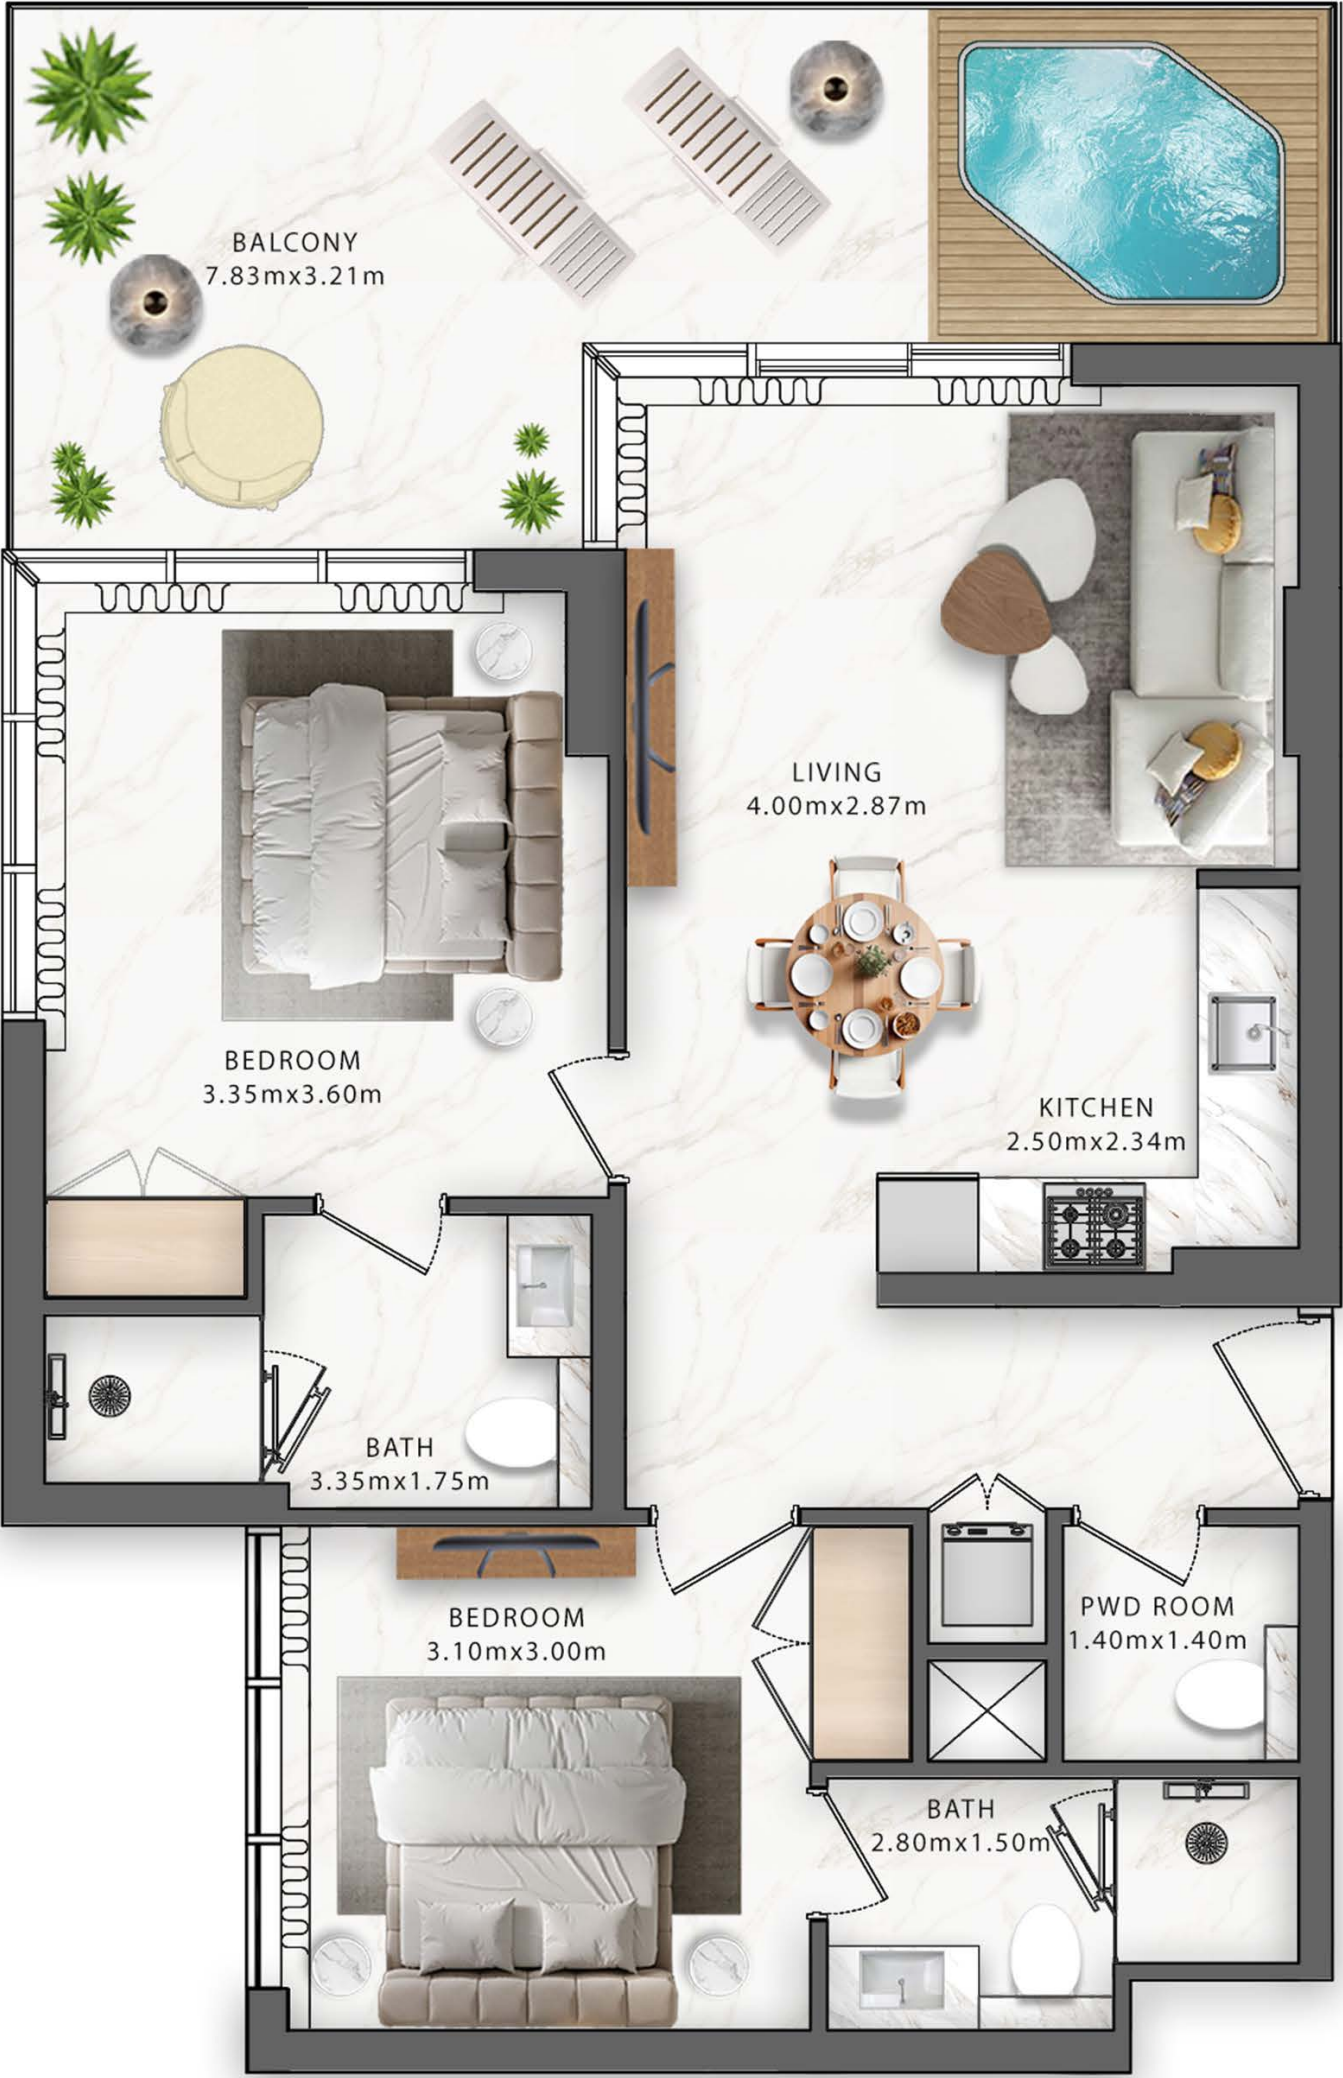 BALCONY
7.83mx3.21m
LIVING
4.00mx2.87m
BEDROOM
3.35mx3.60m
KITCHEN
2.50mx2.34m
BATH
3.35mx1.75m
BEDROOM
3.10mx3.00m
PWD ROOM
1.40mx1.40m
BATH
2.80mx1.50m